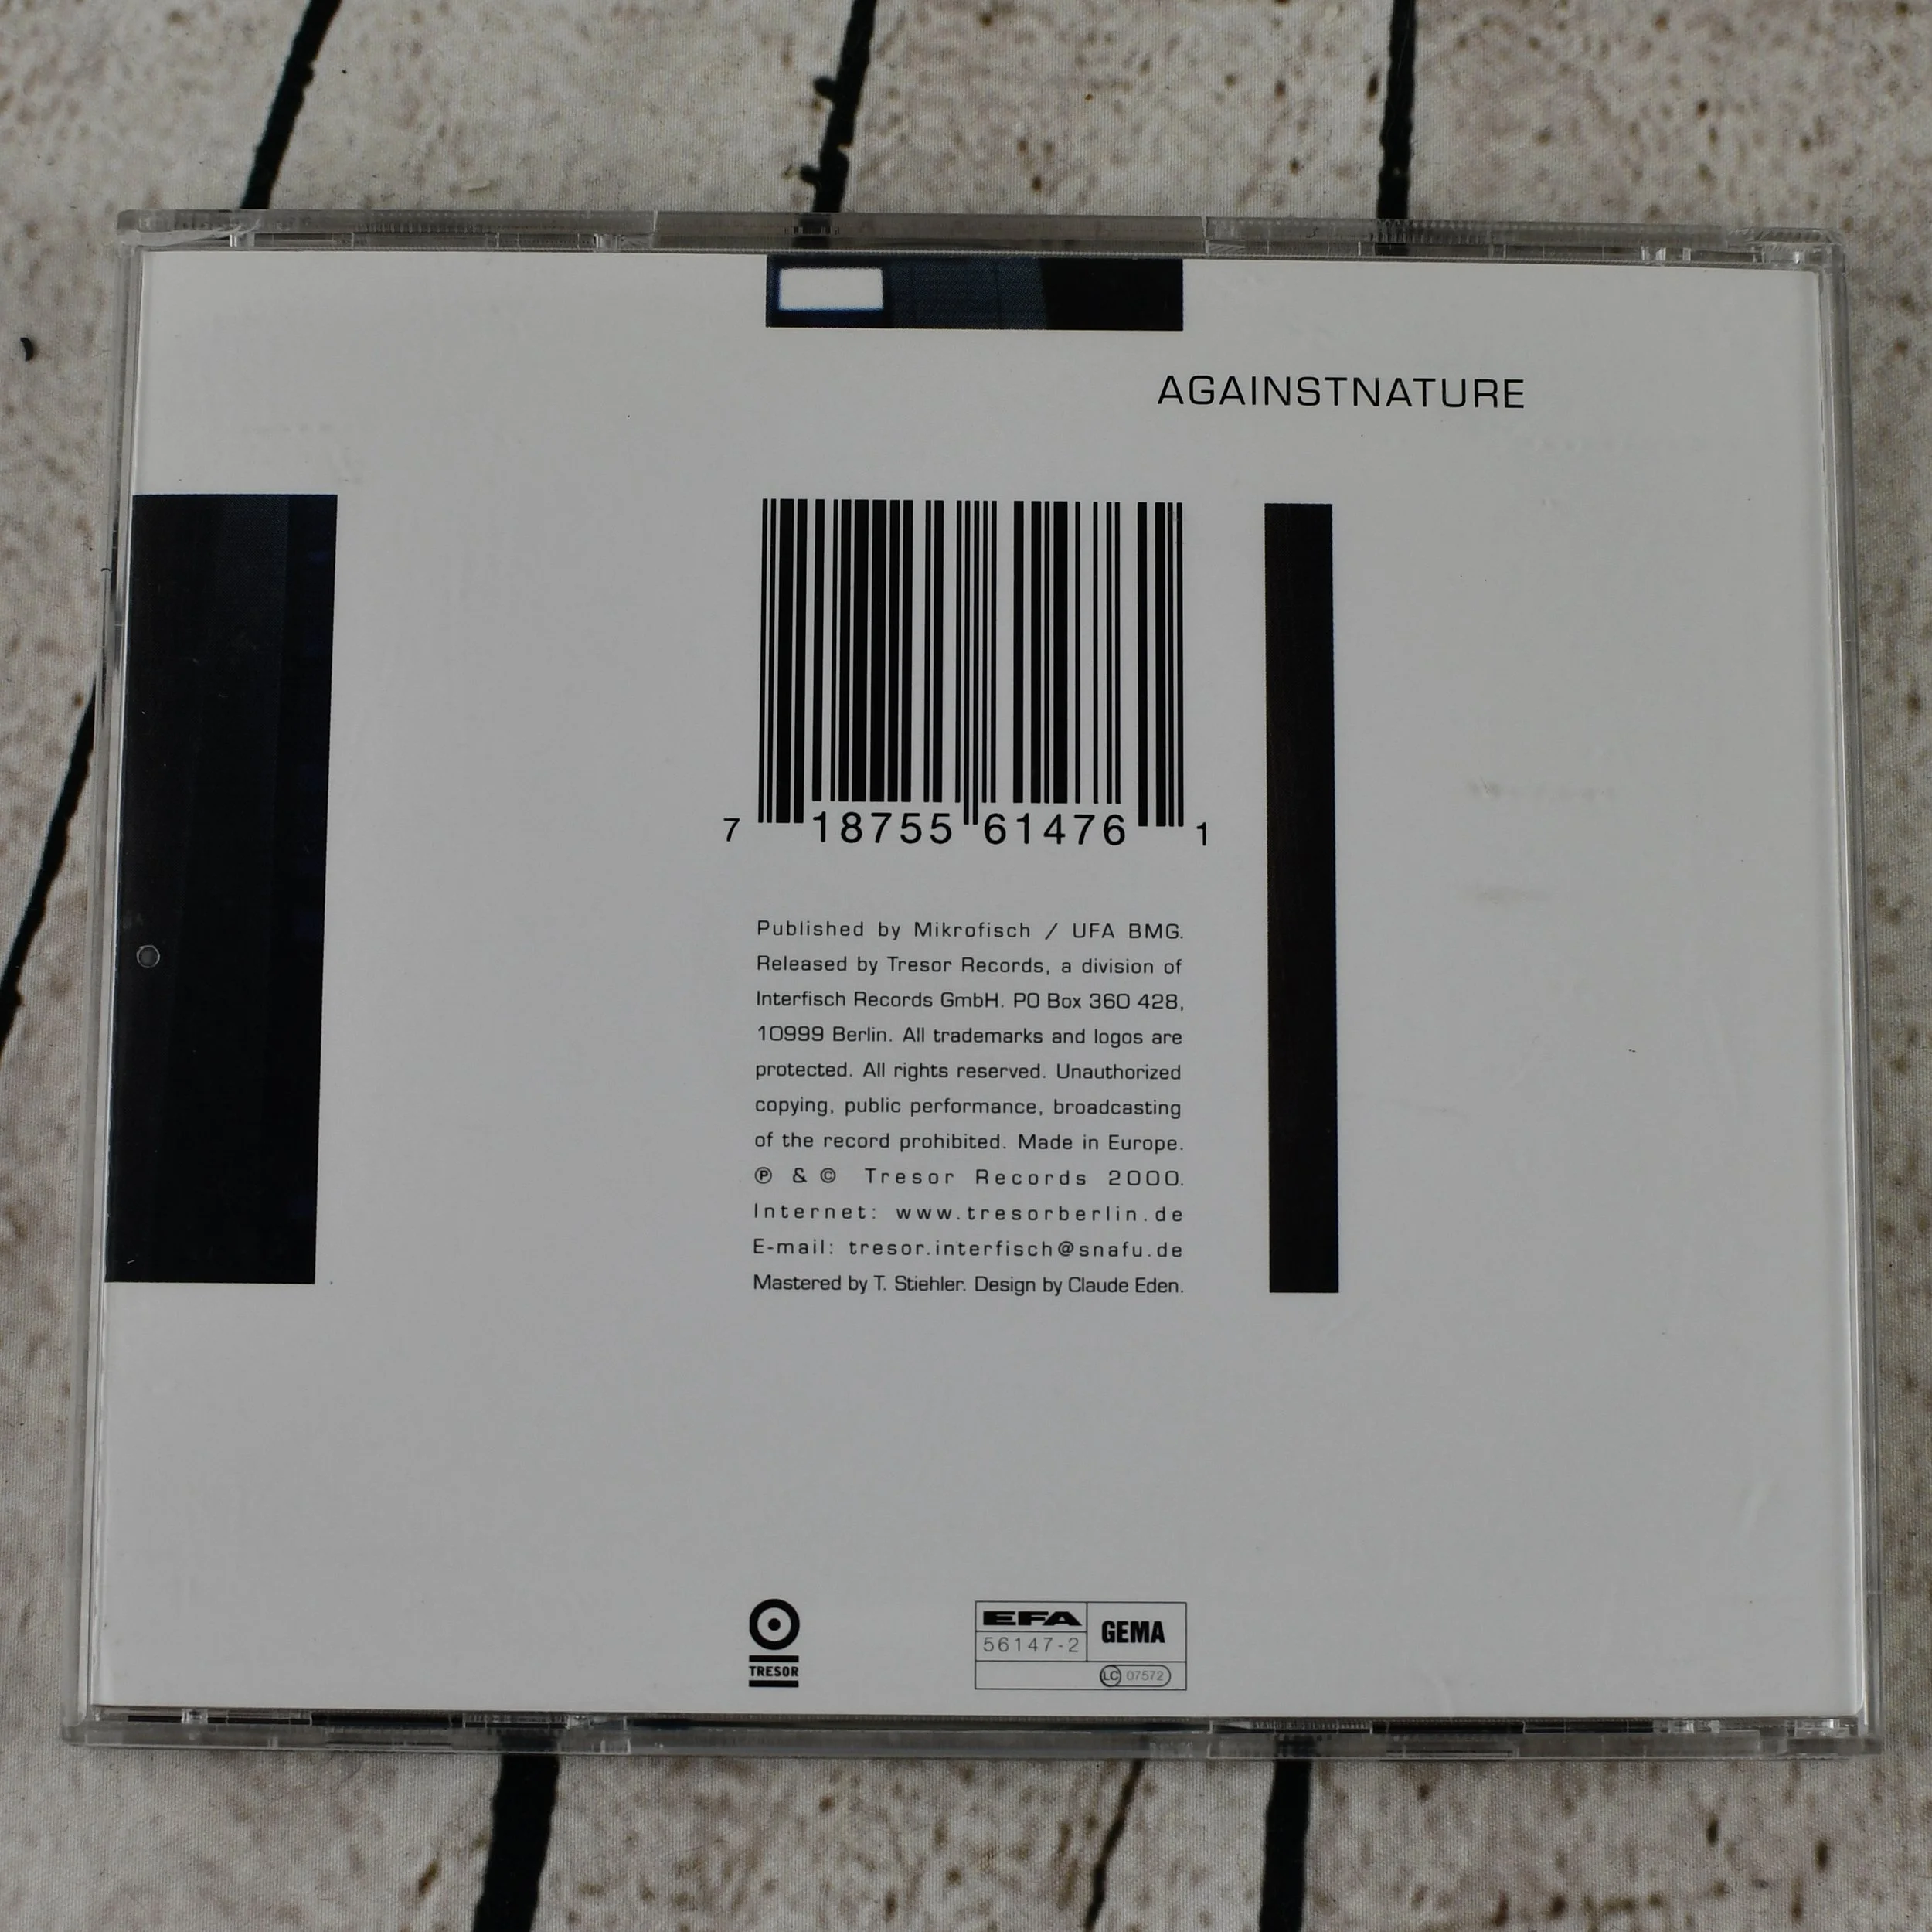 AGAINSTNATURE
7 18755 61476 1
Published by Mikrofisch / UFA BMG.
Released by Tresor Records, a division of
Interfisch Records GmbH. PO Box 360 428,
10999 Berlin. All trademarks and logos are
protected. All rights reserved. Unauthorized
copying, public performance, broadcasting
of the record prohibited. Made in Europe.
℗ & © Tresor Records 2000.
Internet: www.tresorberlin.de
E-mail: tresor.interfisch@snafu.de
Mastered by T. Stiehler. Design by Claude Eden.
TRESOR
EFA
56147-2
GEMA
LC 07572